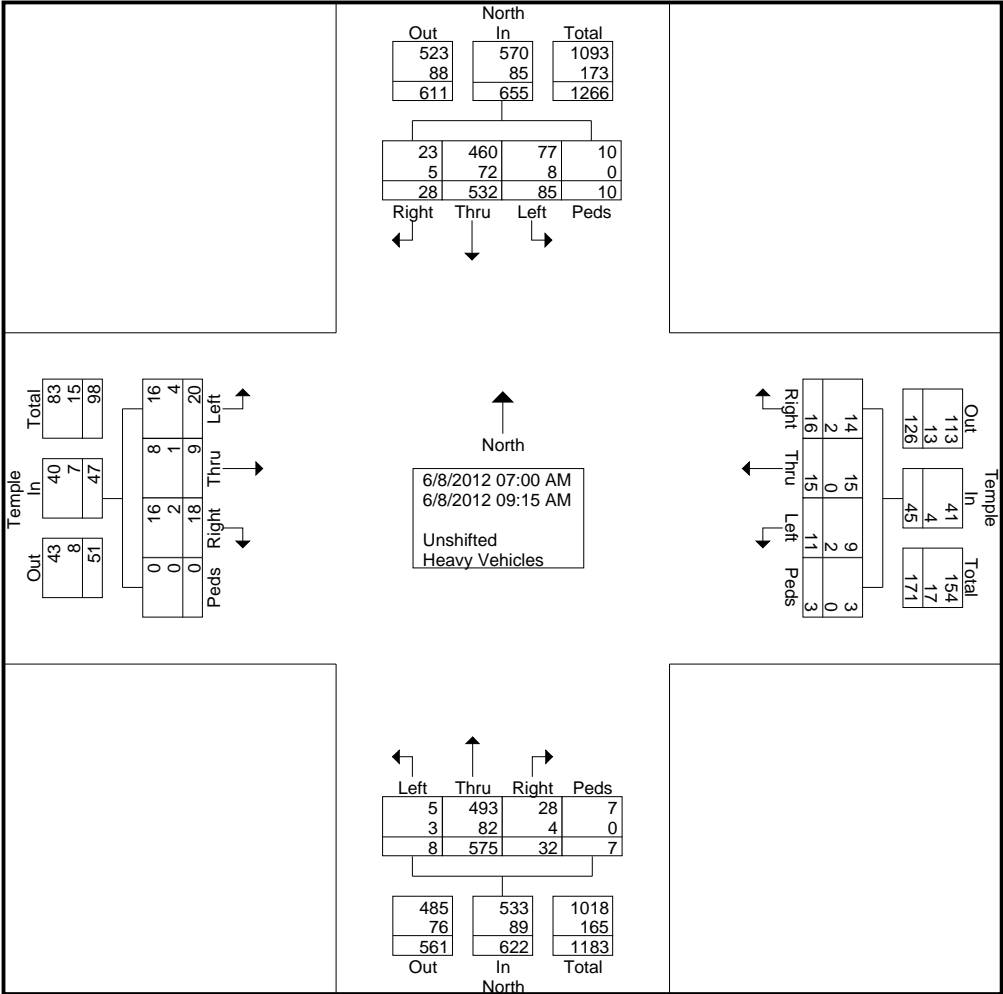 North
Out In Total
523 570 1093
88 85 173
611 655 1266
23 460 77 10
5 72 8 0
28 532 85 10
Right Thru Left Peds
Temple
Total In Out
83 40 43
15 7 8
98 47 51
16 8 16 0
4 1 2 0
20 9 18 0
Left Thru Right Peds
North
6/8/2012 07:00 AM
6/8/2012 09:15 AM
Unshifted
Heavy Vehicles
Right Thru Left Peds
14 15 9 3
2 0 2 0
16 15 11 3
Temple
Out In Total
113 41 154
13 4 17
126 45 171
Left Thru Right Peds
5 493 28 7
3 82 4 0
8 575 32 7
485 533 1018
76 89 165
561 622 1183
Out In Total
North